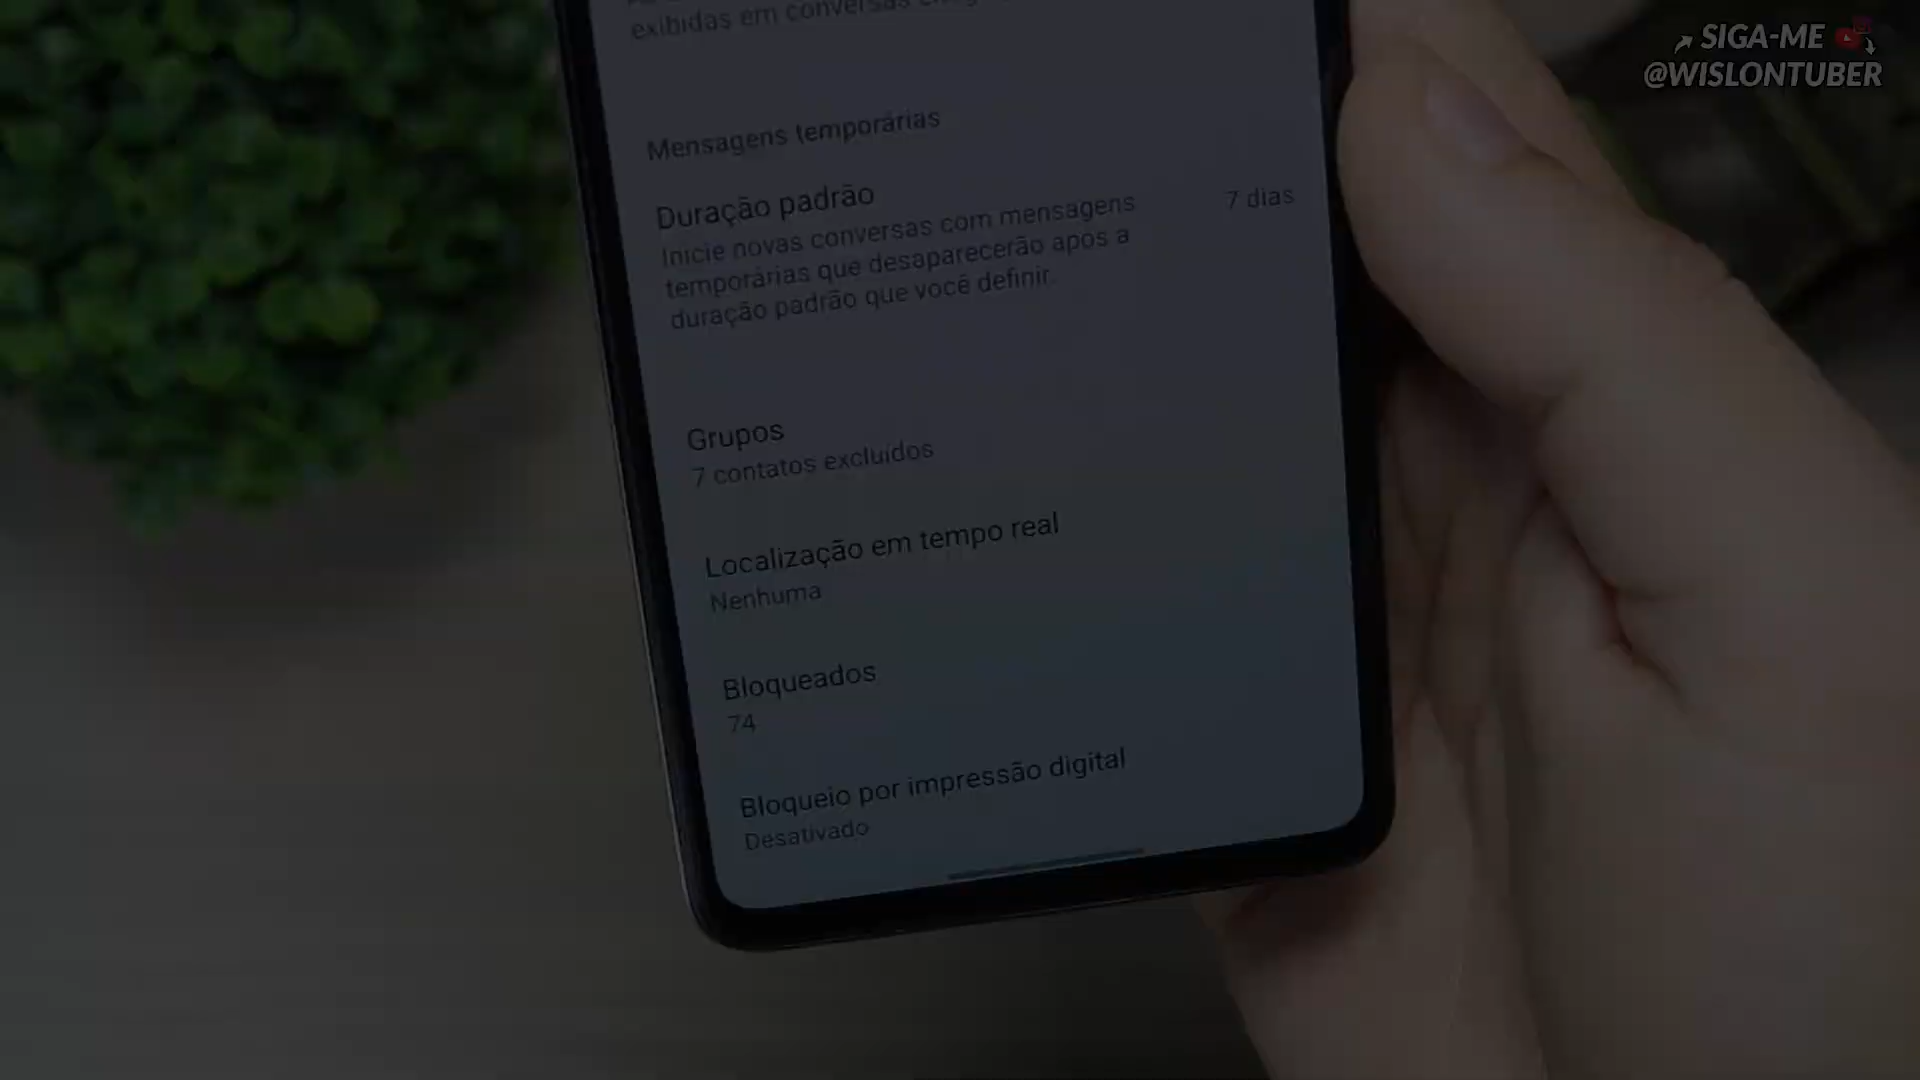 SIGA-ME
@WISLONTUBER
exibidas em conversas
Mensagens temporárias
Duração padrão
7 dias
Inicie novas conversas com mensagens
temporárias que desaparecerão após a
duração padrão que você definir.
Grupos
7 contatos excluídos
Localização em tempo real
Nenhuma
Bloqueados
74
Bloqueio por impressão digital
Desativado